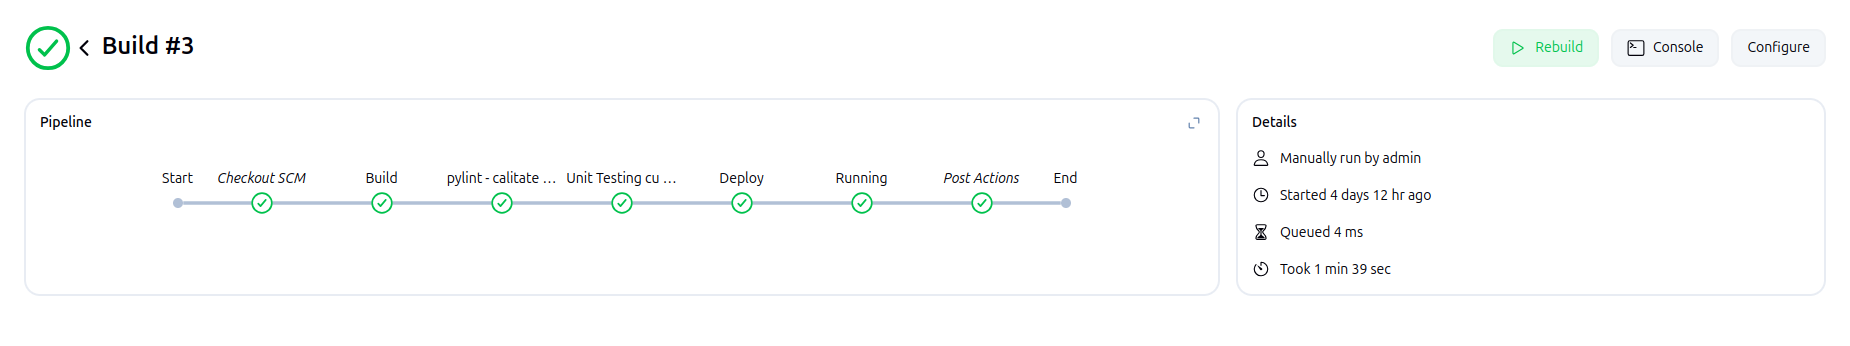 Build #3
Rebuild
Console
Configure
Pipeline
Start
Checkout SCM
Build
pylint - calitate ...
Unit Testing cu ...
Deploy
Running
Post Actions
End
Details
Manually run by admin
Started 4 days 12 hr ago
Queued 4 ms
Took 1 min 39 sec